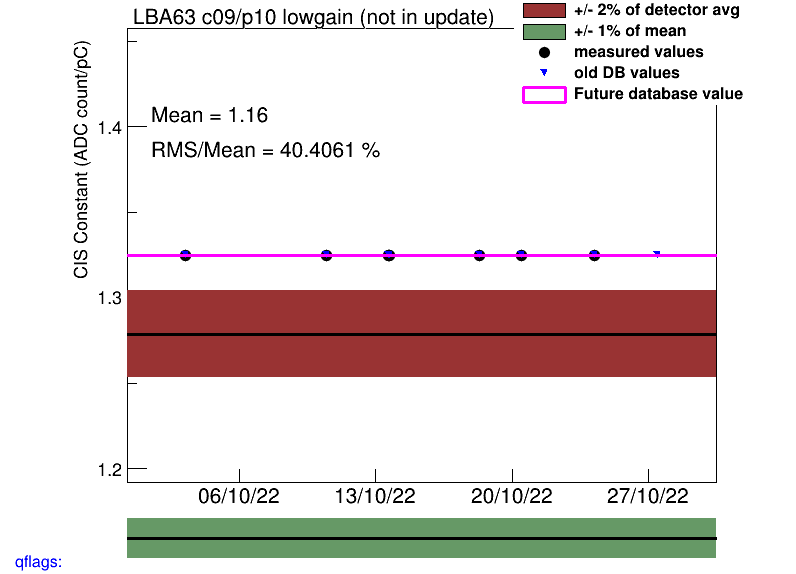 LBA63 c09/p10 lowgain (not in update)
+/- 2% of detector avg
+/- 1% of mean
measured values
old DB values
Future database value
CIS Constant (ADC count/pC)
Mean = 1.16
RMS/Mean = 40.4061 %
1.4
1.3
1.2
06/10/22 13/10/22 20/10/22 27/10/22
qflags: